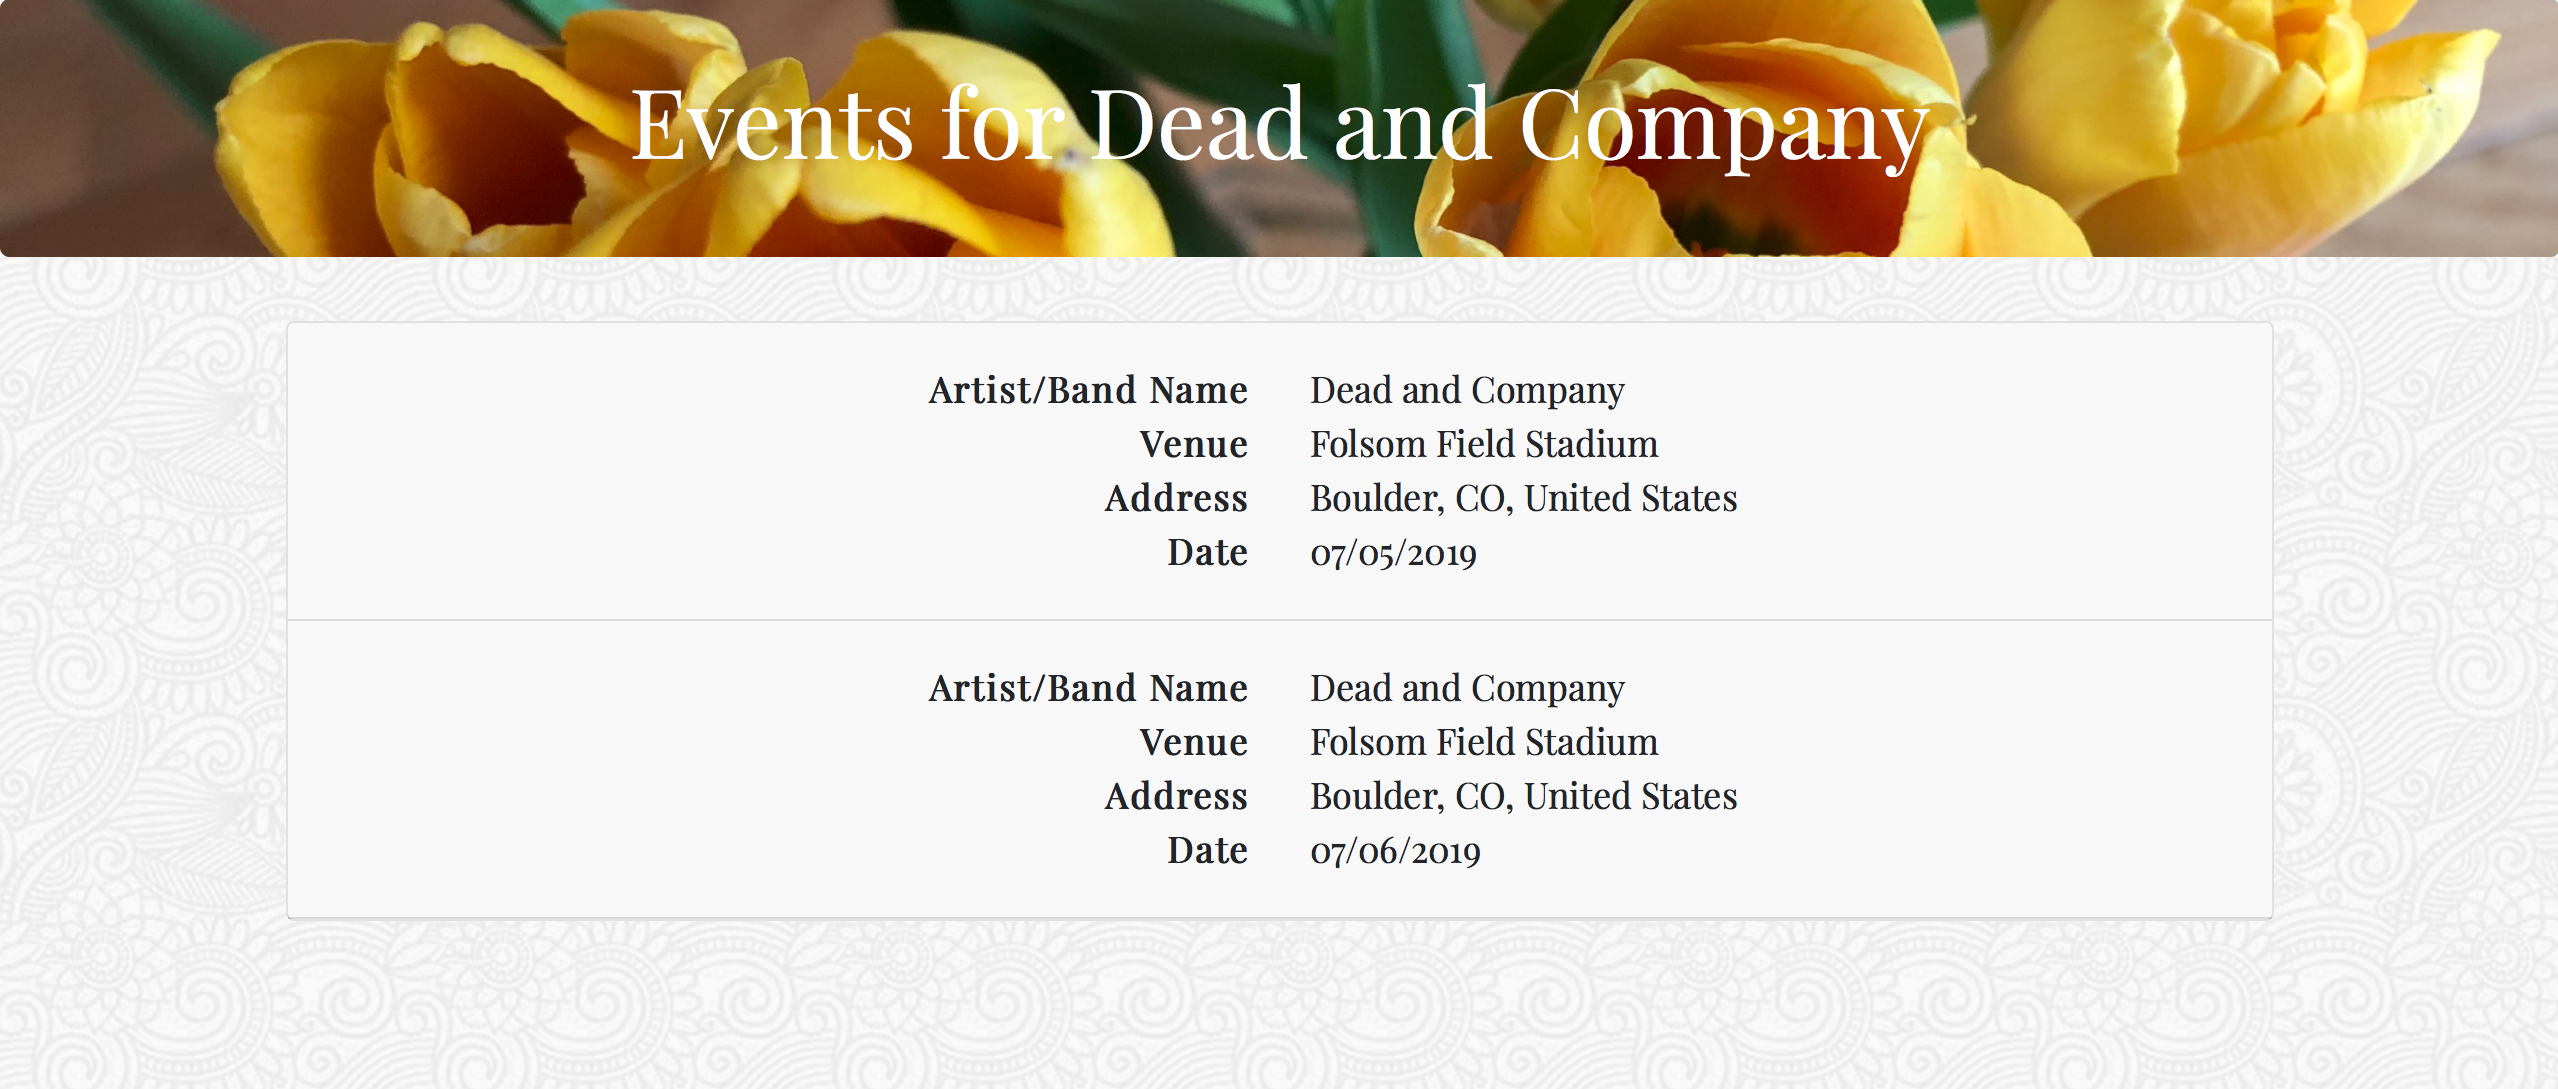 Events for Dead and Company
Artist/Band Name Dead and Company
Venue Folsom Field Stadium
Address Boulder, CO, United States
Date 07/05/2019
Artist/Band Name Dead and Company
Venue Folsom Field Stadium
Address Boulder, CO, United States
Date 07/06/2019